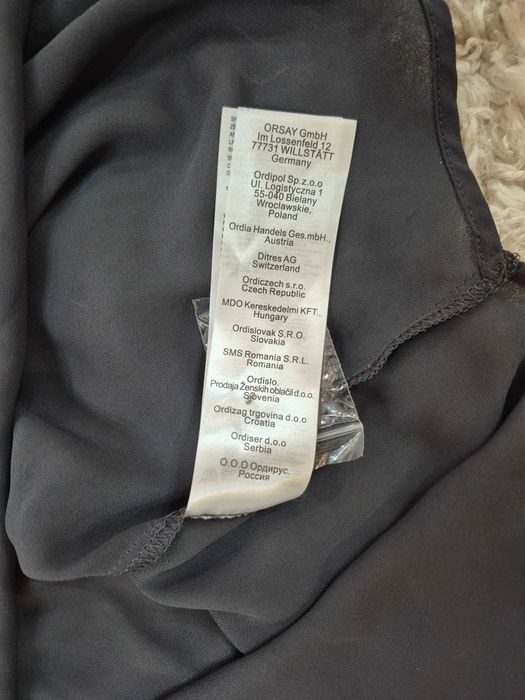 ORSAY GmbH
Im Lossenfeld 12
77731 WILLSTÄTT
Germany
Ordipol Sp.z.o.o
Ul. Logistyczna 1
55-040 Bielany
Wroclawskie,
Poland
Ordia Handels Ges.mbH.,
Austria
Ditres AG
Switzerland
Ordiczech s.r.o.
Czech Republic
MDO Kereskedelmi KFT.,
Hungary
Ordislovak S.R.O.
Slovakia
SMS Romania S.R.L.
Romania
Ordislo.
Prodaja Ženskih oblačil d.o.o.
Slovenia
Ordizag trgovina d.o.o
Croatia
Ordiser d.o.o
Serbia
О.О.О Ордирус.
Россия